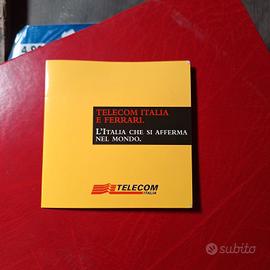 TELECOM ITALIA
E FERRARI.
L'ITALIA CHE SI AFFERMA
NEL MONDO.
TELECOM
ITALIA
subito